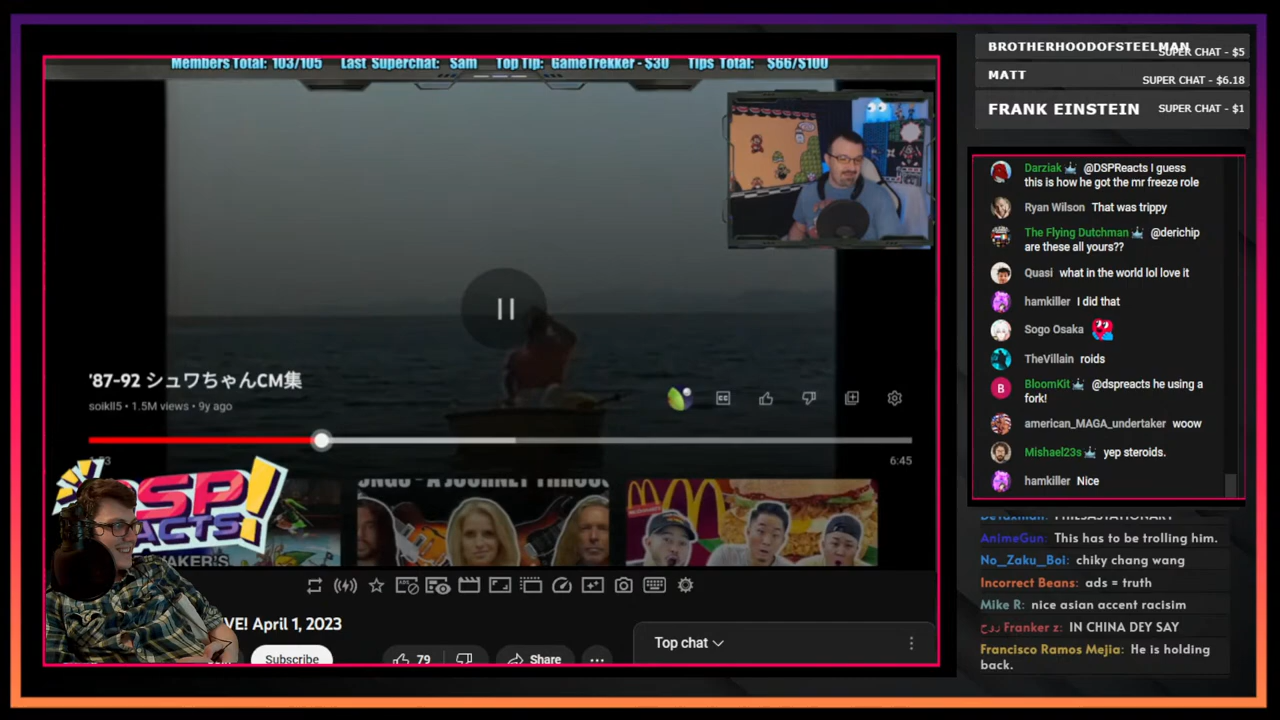 Members Total: 103/105 Last Superchat: Sam Top Tip: GameTrekker - $30 Tips Total: $66/$100
'87-92 シュワちゃんCM集
soikll5 • 1.5M views • 9y ago
CC
6:45
DSP
REACTS!
A JOURNEY THROUGH
McDonald's
VE! April 1, 2023
Subscribe
79
Share
Top chat
BROTHERHOODOFSTEELMAN SUPER CHAT - $5
MATT SUPER CHAT - $6.18
FRANK EINSTEIN SUPER CHAT - $1
Darziak @DSPReacts I guess
this is how he got the mr freeze role
Ryan Wilson That was trippy
The Flying Dutchman @derichip
are these all yours??
Quasi what in the world lol love it
hamkiller I did that
Sogo Osaka
TheVillain roids
B BloomKit @dspreacts he using a
fork!
american_MAGA_undertaker woow
Mishael23s yep steroids.
hamkiller Nice
AnimeGun: This has to be trolling him.
No_Zaku_Boi: chiky chang wang
Incorrect Beans: ads = truth
Mike R: nice asian accent racisim
Franker z: IN CHINA DEY SAY
Francisco Ramos Mejia: He is holding
back.